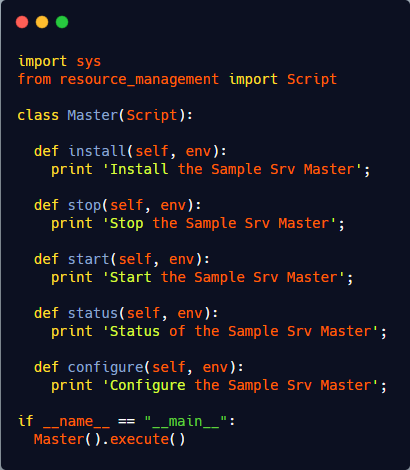 import sys
from resource_management import Script

class Master(Script):

  def install(self, env):
    print 'Install the Sample Srv Master';

  def stop(self, env):
    print 'Stop the Sample Srv Master';

  def start(self, env):
    print 'Start the Sample Srv Master';

  def status(self, env):
    print 'Status of the Sample Srv Master';

  def configure(self, env):
    print 'Configure the Sample Srv Master';

if __name__ == "__main__":
  Master().execute()